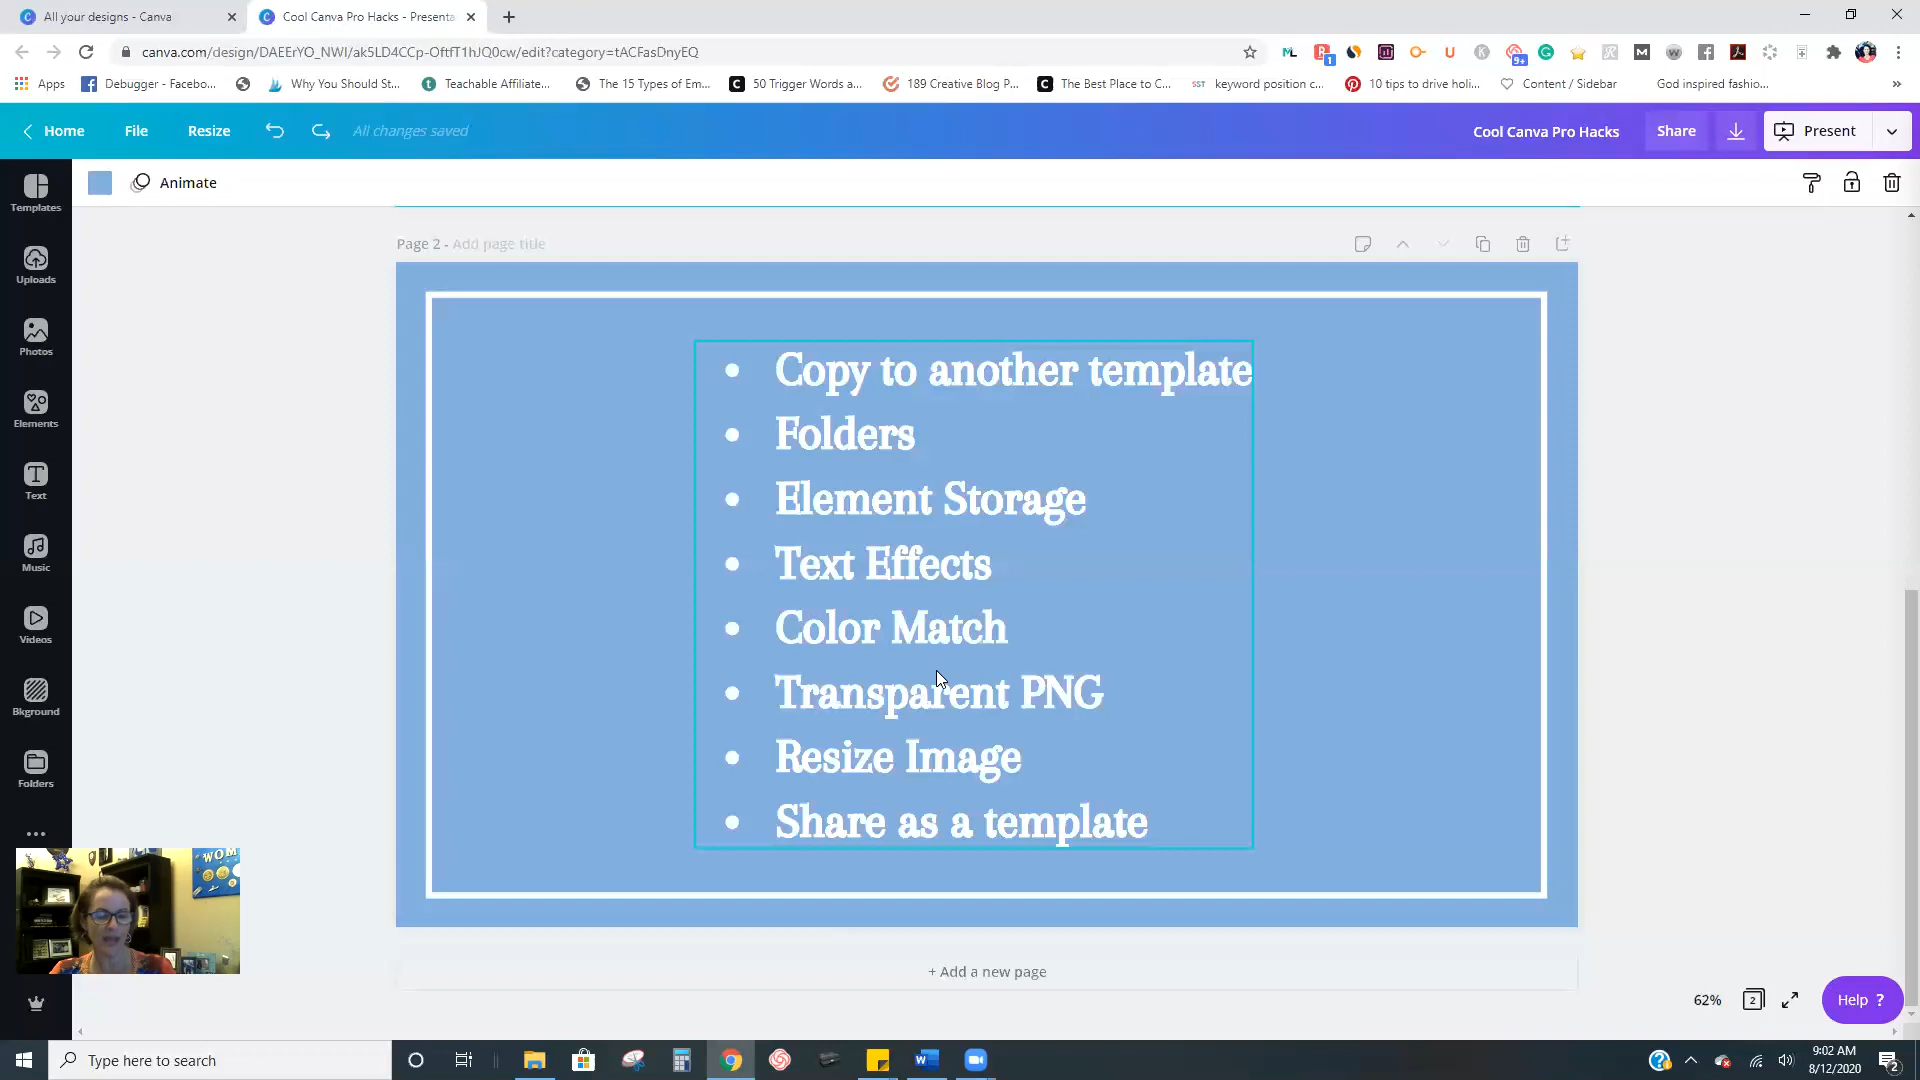 All your designs - Canva
Cool Canva Pro Hacks - Presenta
canva.com/design/DAEErYO_NWI/ak5LD4CCp-OftfT1hJQ0cw/edit?category=tACFasDnyEQ
Apps
Debugger - Facebo...
Why You Should St...
Teachable Affiliate...
The 15 Types of Em...
50 Trigger Words a...
189 Creative Blog P...
The Best Place to C...
SST keyword position c...
10 tips to drive holi...
Content / Sidebar
God inspired fashio...
Home
File
Resize
All changes saved
Cool Canva Pro Hacks
Share
Present
Animate
Templates
Uploads
Photos
Elements
Text
Music
Videos
Bkground
Folders
Page 2 - Add page title
• Copy to another template
• Folders
• Element Storage
• Text Effects
• Color Match
• Transparent PNG
• Resize Image
• Share as a template
WOM
+ Add a new page
62%
2
Help ?
Type here to search
9:02 AM
8/12/2020
2